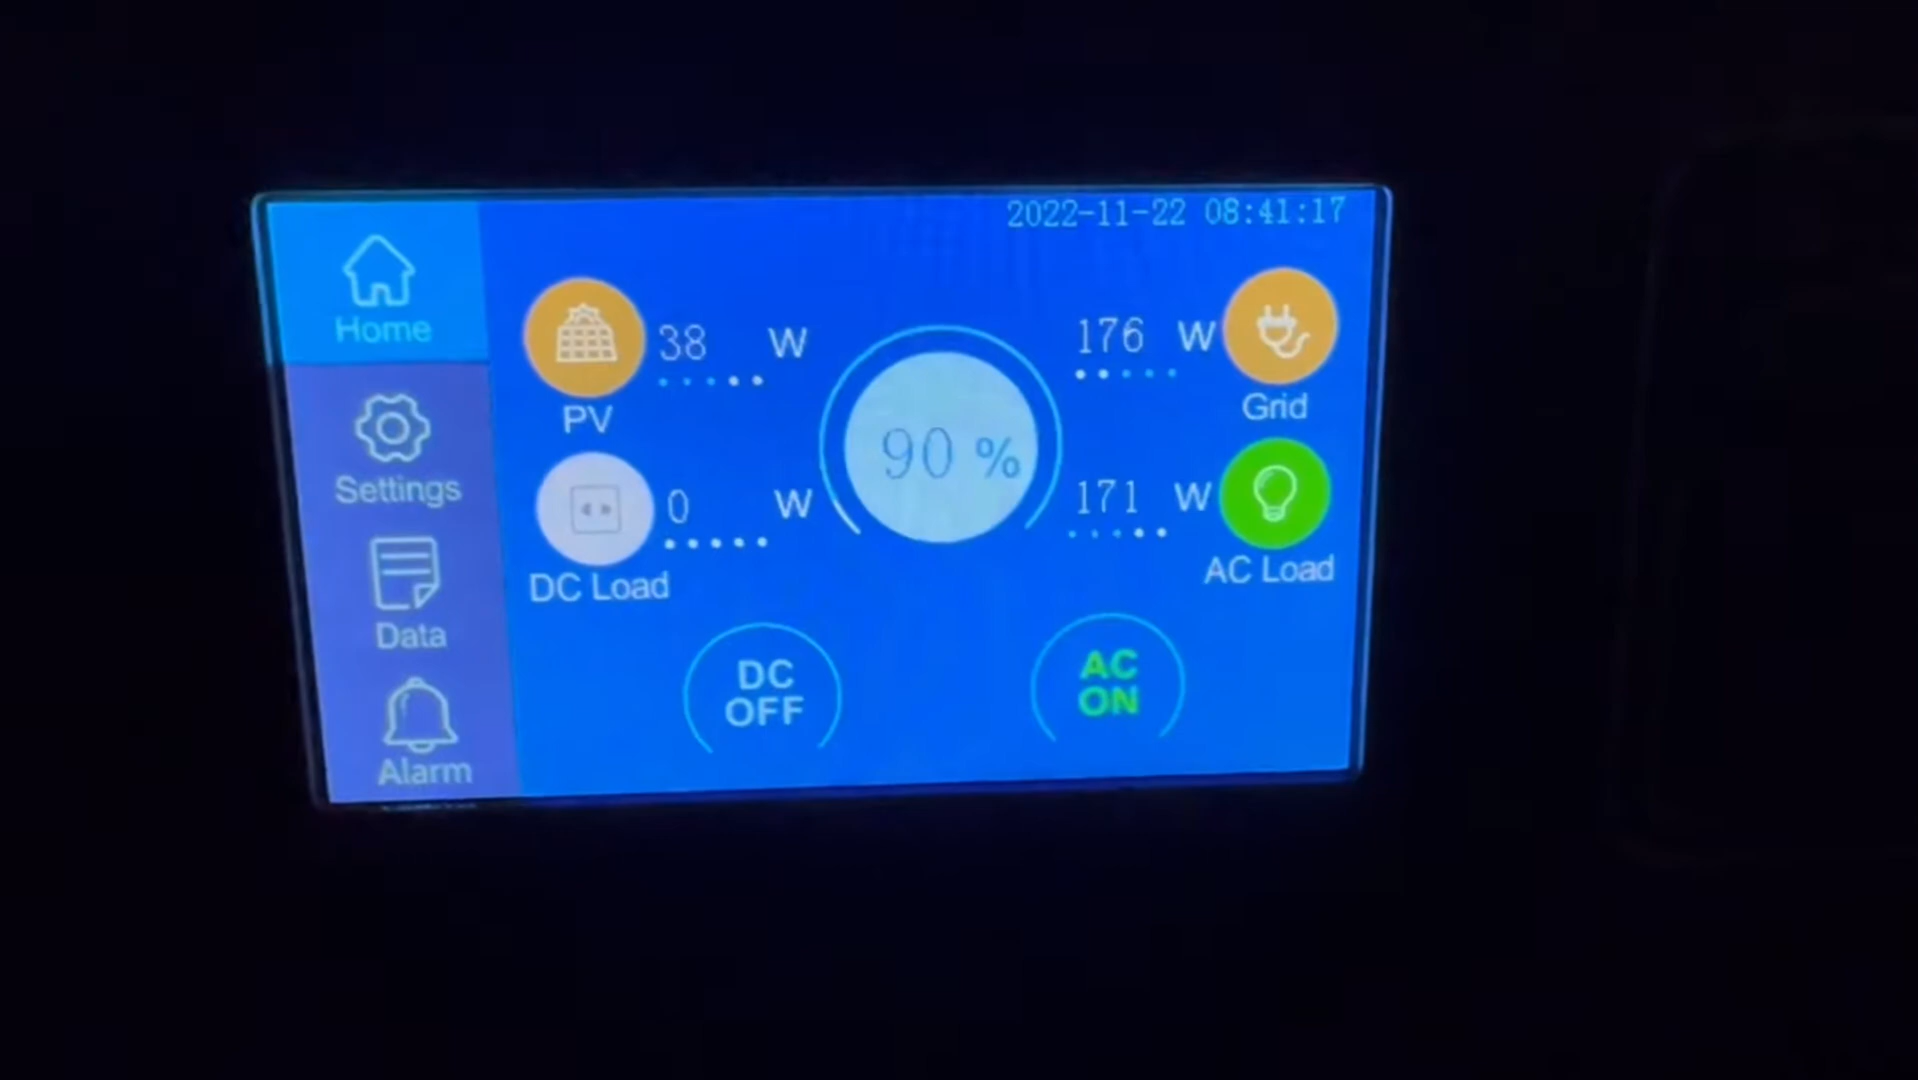 2022-11-22 08:41:17
Home
Settings
Data
Alarm
38 W
PV
176 W
Grid
90 %
0 W
DC Load
171 W
AC Load
DC
OFF
AC
ON